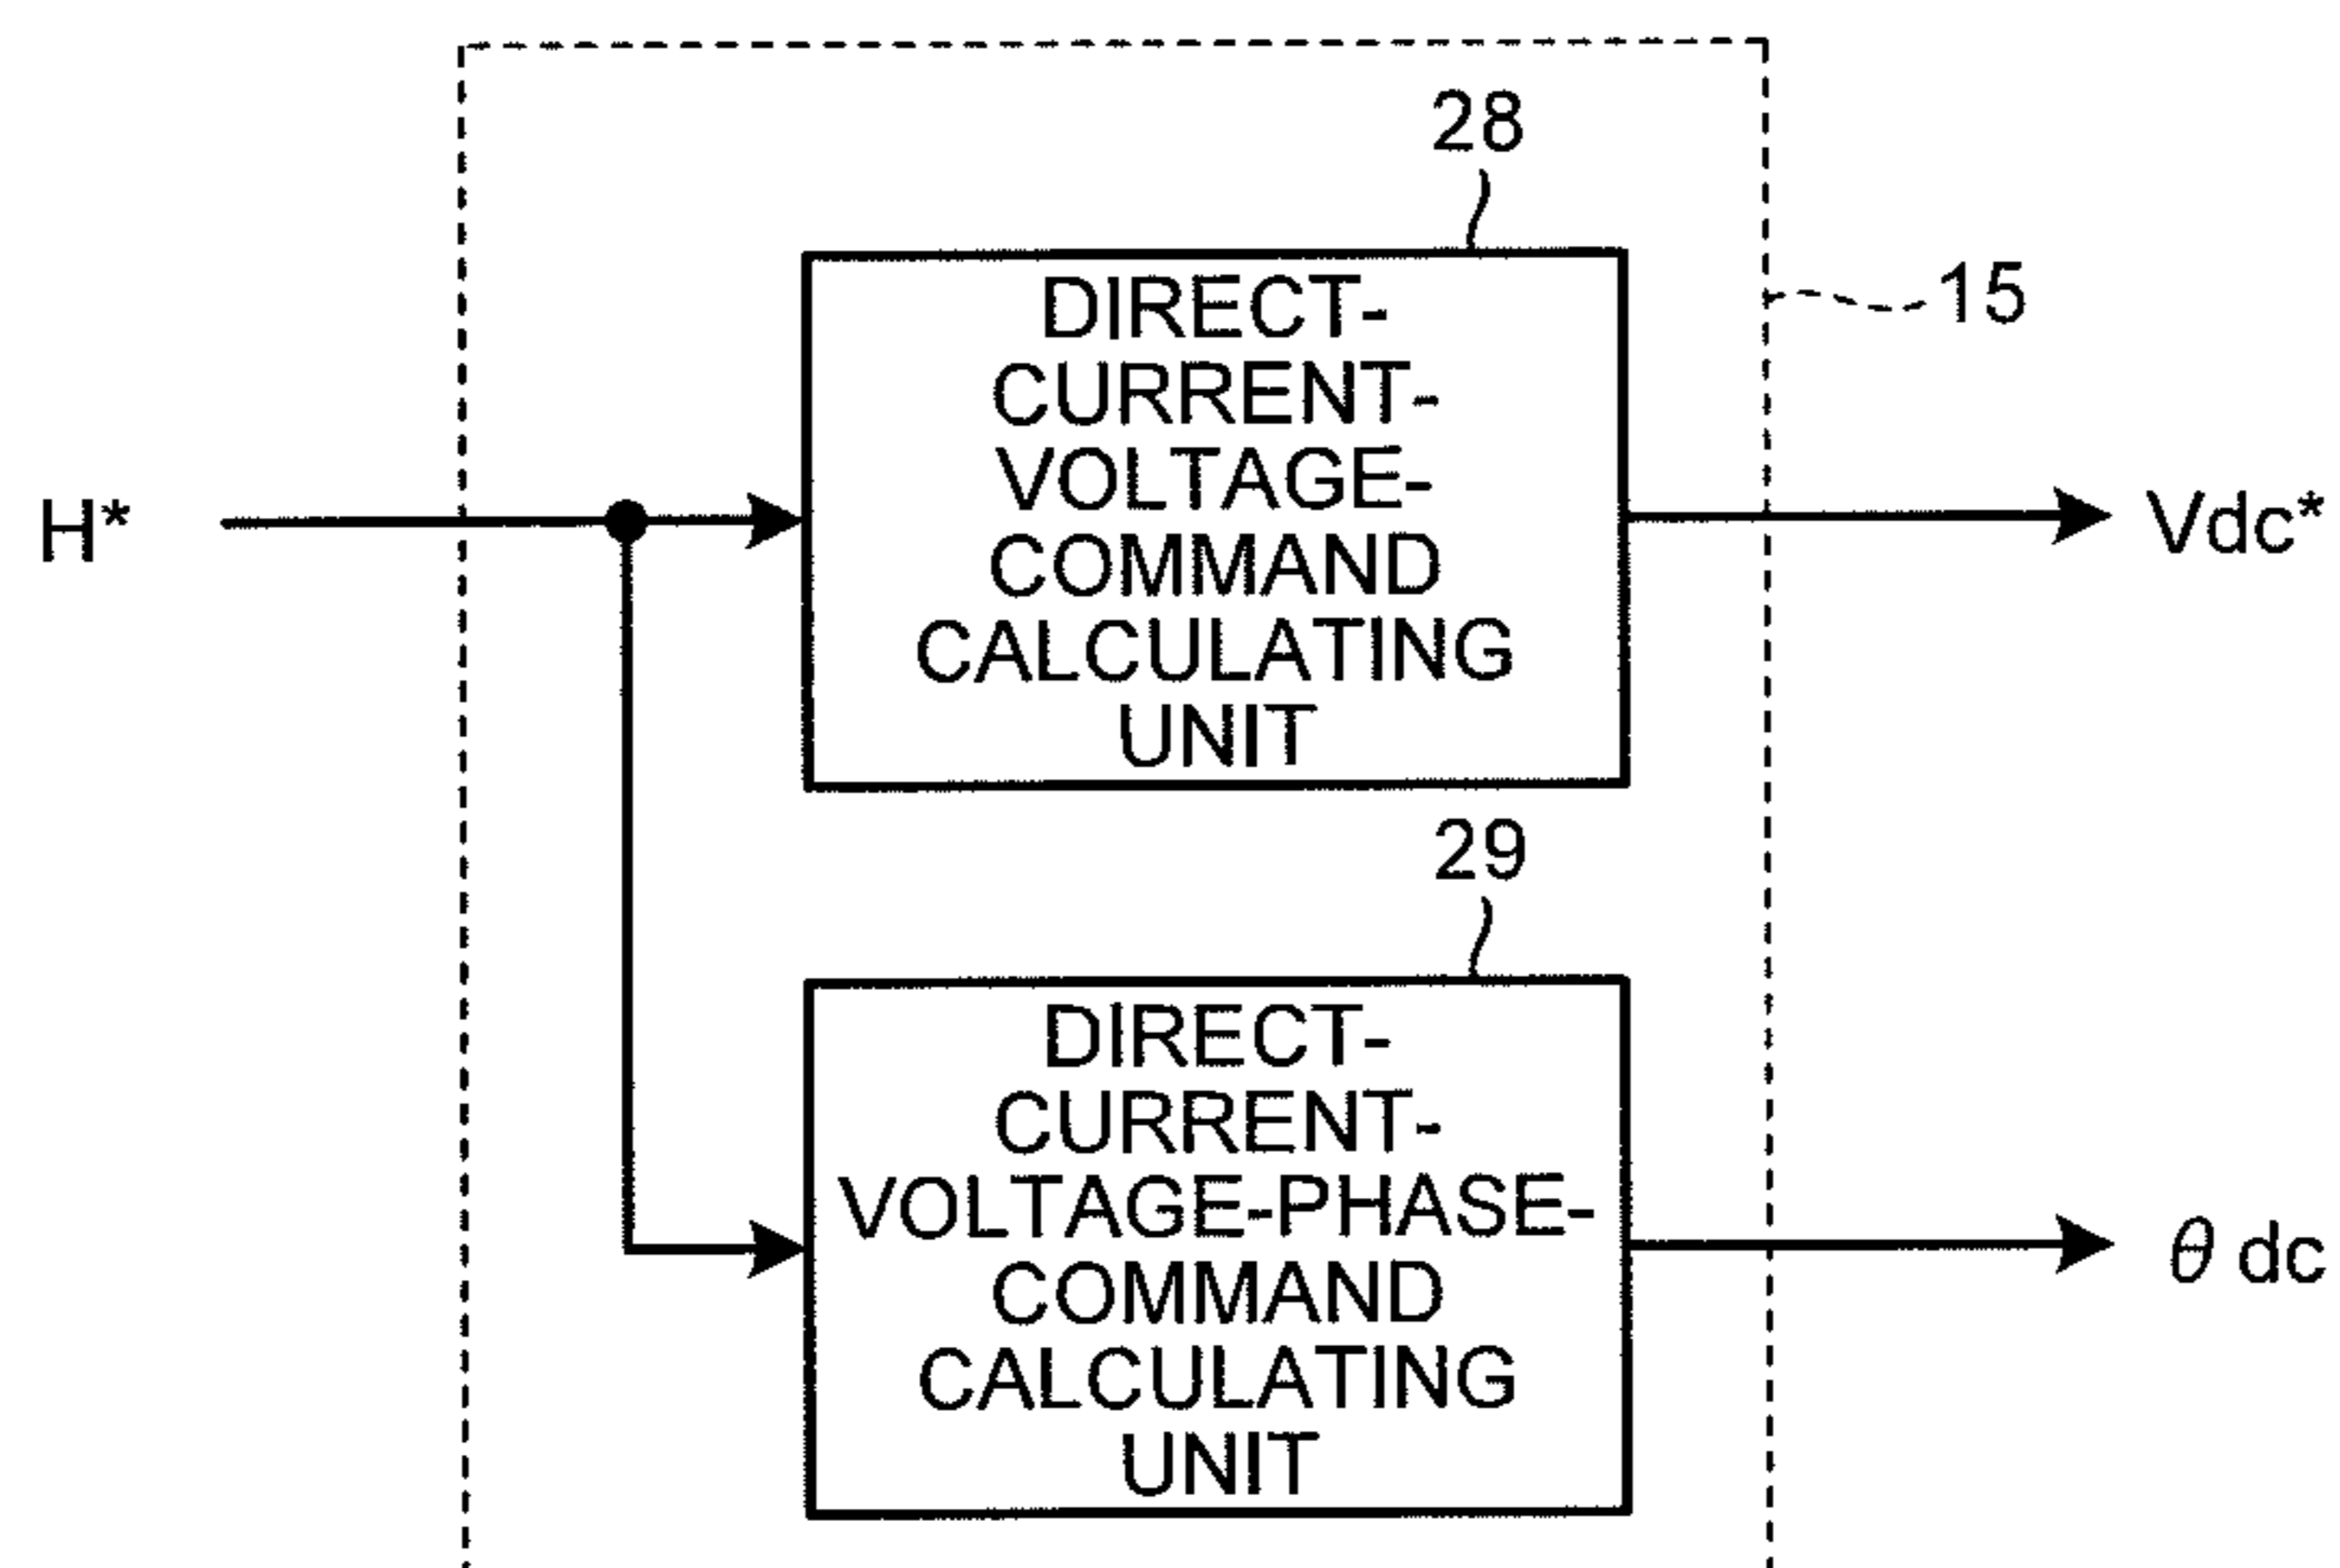 28
15
DIRECT-
CURRENT-
VOLTAGE-
COMMAND
CALCULATING
UNIT
H*
Vdc*
29
DIRECT-
CURRENT-
VOLTAGE-PHASE-
COMMAND
CALCULATING
UNIT
θ dc